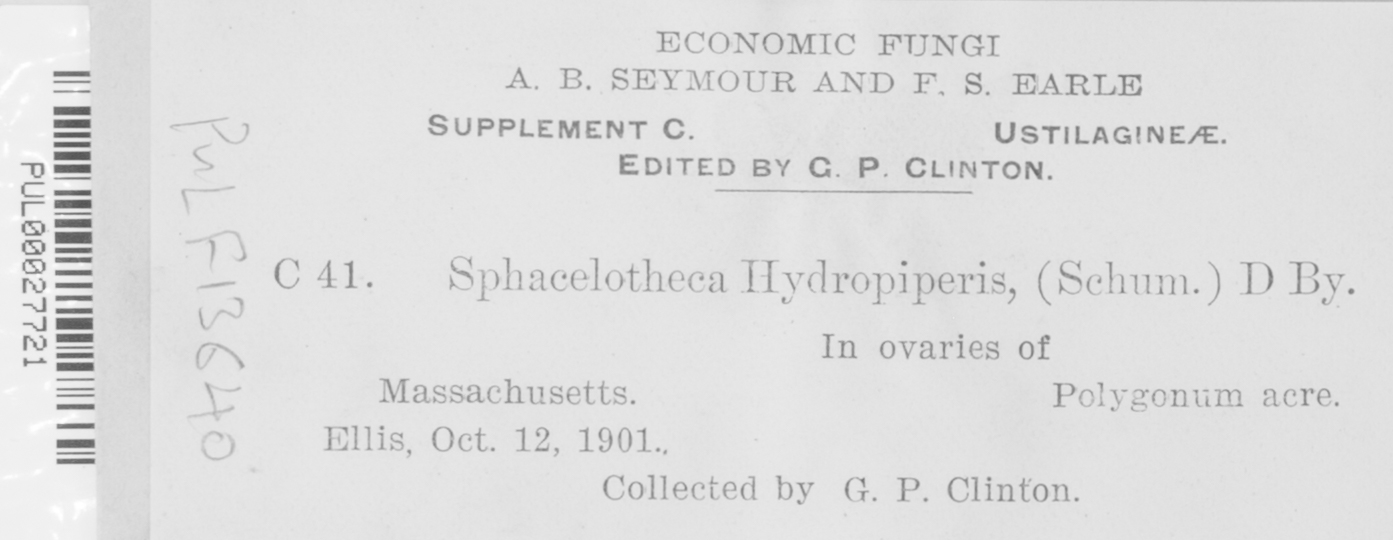 ECONOMIC FUNGI
A. B. SEYMOUR AND F. S. EARLE
SUPPLEMENT C. USTILAGINEÆ.
EDITED BY G. P. CLINTON.
C 41. Sphacelotheca Hydropiperis, (Schum.) D By.
In ovaries of
Massachusetts. Polygonum acre.
Ellis, Oct. 12, 1901.,
Collected by G. P. Clinton.
PUL F13640
PUL00027721